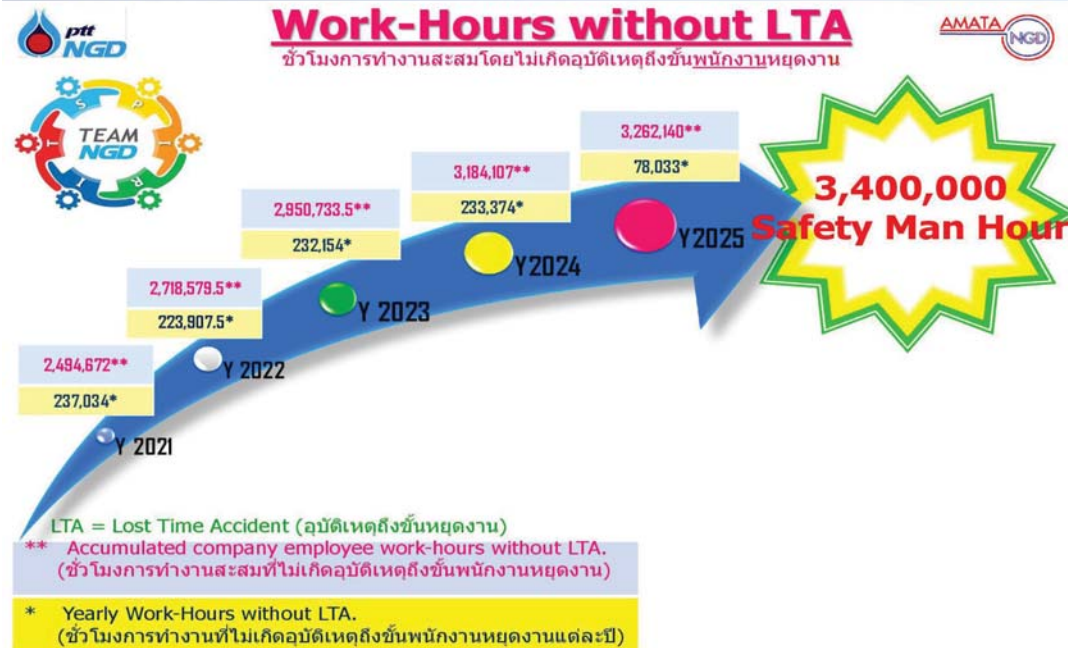 ptt
NGD
Work-Hours without LTA
ชั่วโมงการทำงานสะสมโดยไม่เกิดอุบัติเหตุถึงขั้นพนักงานหยุดงาน
AMATA
NGD
S P I R I T
TEAM
NGD
3,262,140**
78,033*
3,184,107**
233,374*
2,950,733.5**
232,154*
2,718,579.5**
223,907.5*
2,494,672**
237,034*
Y 2021
Y 2022
Y 2023
Y2024
Y2025
3,400,000
Safety Man Hour
LTA = Lost Time Accident (อุบัติเหตุถึงขั้นหยุดงาน)
** Accumulated company employee work-hours without LTA.
(ชั่วโมงการทำงานสะสมที่ไม่เกิดอุบัติเหตุถึงขั้นพนักงานหยุดงาน)
* Yearly Work-Hours without LTA.
(ชั่วโมงการทำงานที่ไม่เกิดอุบัติเหตุถึงขั้นพนักงานหยุดงานแต่ละปี)